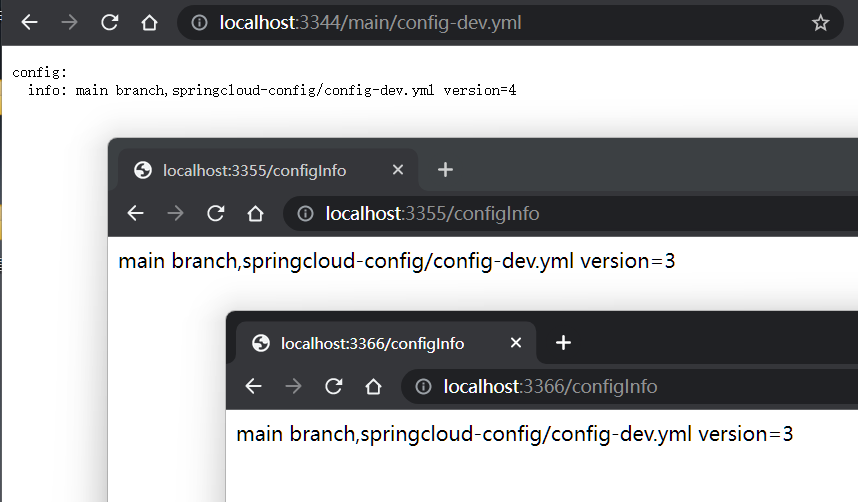 localhost:3344/main/config-dev.yml
config:
  info: main branch,springcloud-config/config-dev.yml version=4
localhost:3355/configInfo
localhost:3355/configInfo
main branch,springcloud-config/config-dev.yml version=3
localhost:3366/configInfo
localhost:3366/configInfo
main branch,springcloud-config/config-dev.yml version=3